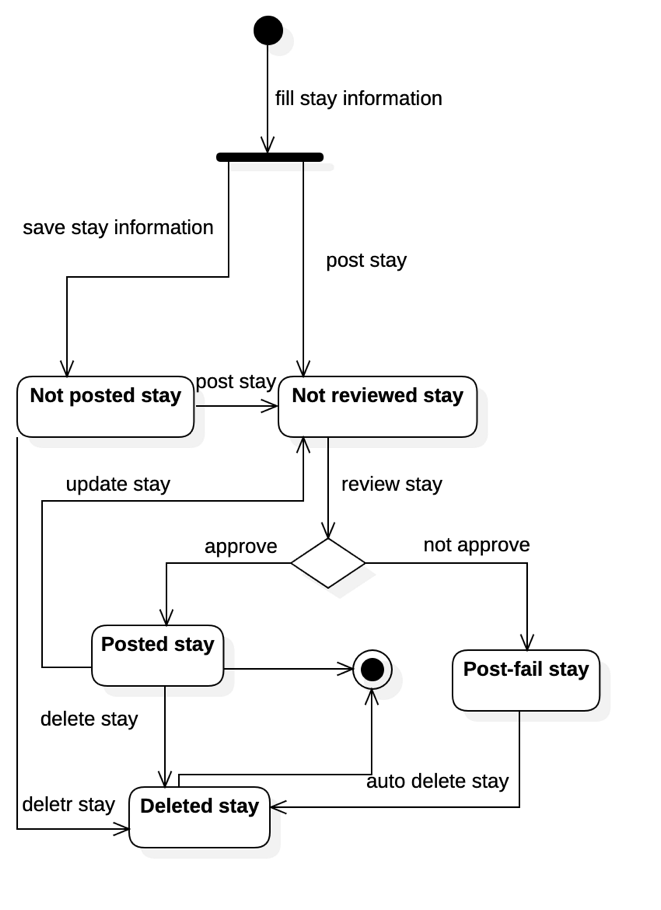 fill stay information
save stay information
post stay
post stay
Not posted stay
Not reviewed stay
update stay
review stay
approve
not approve
Posted stay
Post-fail stay
delete stay
auto delete stay
deletr stay
Deleted stay